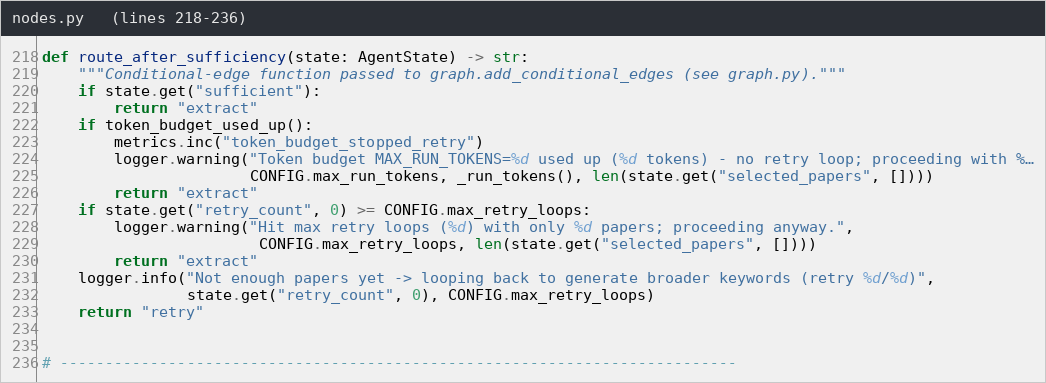 nodes.py   (lines 218-236)
218 def route_after_sufficiency(state: AgentState) -> str:
219     """Conditional-edge function passed to graph.add_conditional_edges (see graph.py)."""
220     if state.get("sufficient"):
221         return "extract"
222     if token_budget_used_up():
223         metrics.inc("token_budget_stopped_retry")
224         logger.warning("Token budget MAX_RUN_TOKENS=%d used up (%d tokens) - no retry loop; proceeding with %…
225                        CONFIG.max_run_tokens, _run_tokens(), len(state.get("selected_papers", [])))
226         return "extract"
227     if state.get("retry_count", 0) >= CONFIG.max_retry_loops:
228         logger.warning("Hit max retry loops (%d) with only %d papers; proceeding anyway.",
229                         CONFIG.max_retry_loops, len(state.get("selected_papers", [])))
230         return "extract"
231     logger.info("Not enough papers yet -> looping back to generate broader keywords (retry %d/%d)",
232                 state.get("retry_count", 0), CONFIG.max_retry_loops)
233     return "retry"
234
235
236 # ---------------------------------------------------------------------------